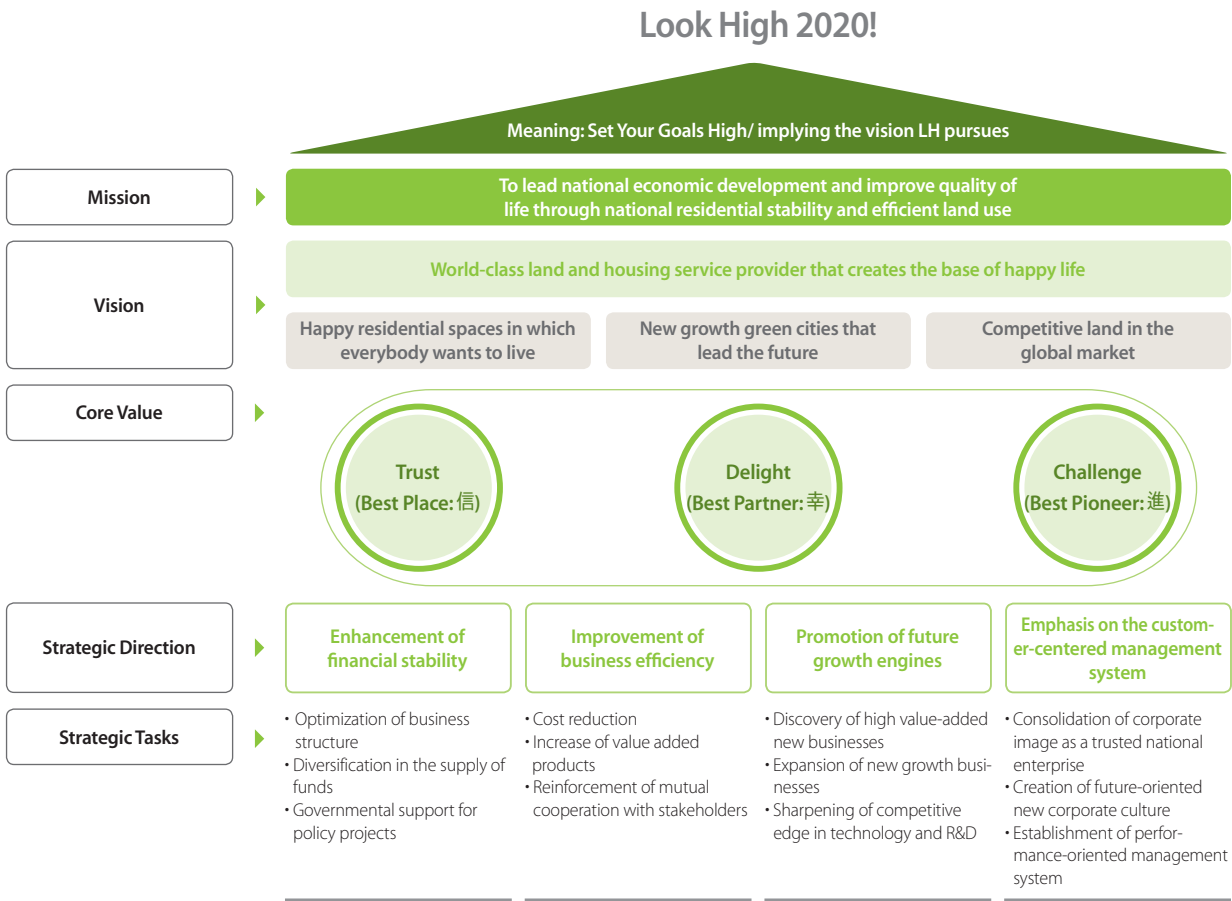 Look High 2020!
Meaning: Set Your Goals High/ implying the vision LH pursues
Mission
To lead national economic development and improve quality of
life through national residential stability and efficient land use
Vision
World-class land and housing service provider that creates the base of happy life
Happy residential spaces in which
everybody wants to live
New growth green cities that
lead the future
Competitive land in the
global market
Core Value
Trust
(Best Place: 信)
Delight
(Best Partner: 幸)
Challenge
(Best Pioneer: 進)
Strategic Direction
Enhancement of
financial stability
Improvement of
business efficiency
Promotion of future
growth engines
Emphasis on the custom-
er-centered management
system
Strategic Tasks
• Optimization of business
structure
• Diversification in the supply of
funds
• Governmental support for
policy projects
• Cost reduction
• Increase of value added
products
• Reinforcement of mutual
cooperation with stakeholders
• Discovery of high value-added
new businesses
• Expansion of new growth busi-
nesses
• Sharpening of competitive
edge in technology and R&D
• Consolidation of corporate
image as a trusted national
enterprise
• Creation of future-oriented
new corporate culture
• Establishment of perfor-
mance-oriented management
system